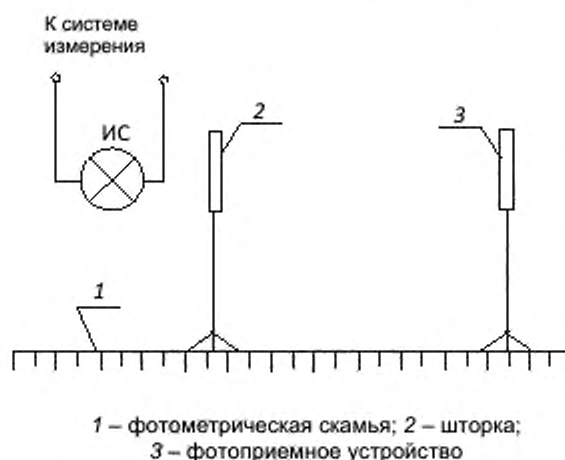 К системе
измерения
ИС
2
3
1
1 – фотометрическая скамья; 2 – шторка;
3 – фотоприемное устройство